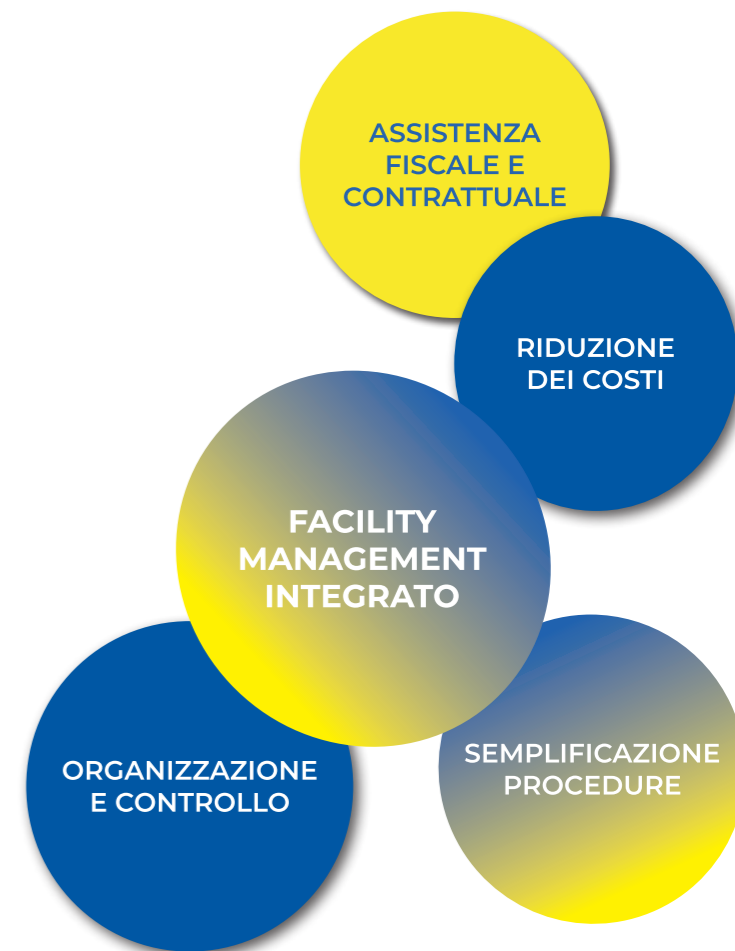 ASSISTENZA
FISCALE E
CONTRATTUALE
RIDUZIONE
DEI COSTI
FACILITY
MANAGEMENT
INTEGRATO
SEMPLIFICAZIONE
PROCEDURE
ORGANIZZAZIONE
E CONTROLLO